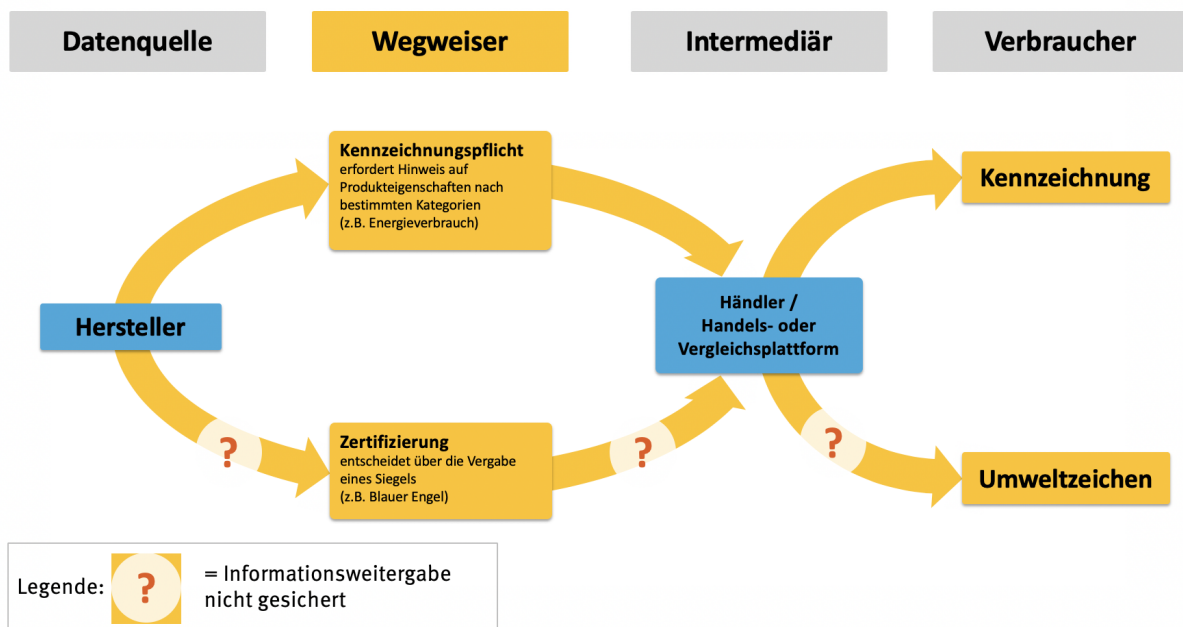 Datenquelle
Wegweiser
Intermediär
Verbraucher
Kennzeichnungspflicht
erfordert Hinweis auf
Produkteigenschaften nach
bestimmten Kategorien
(z.B. Energieverbrauch)
Kennzeichnung
Hersteller
Händler /
Handels- oder
Vergleichsplattform
?
Zertifizierung
entscheidet über die Vergabe
eines Siegels
(z.B. Blauer Engel)
?
?
Umweltzeichen
Legende:
?
= Informationsweitergabe
nicht gesichert